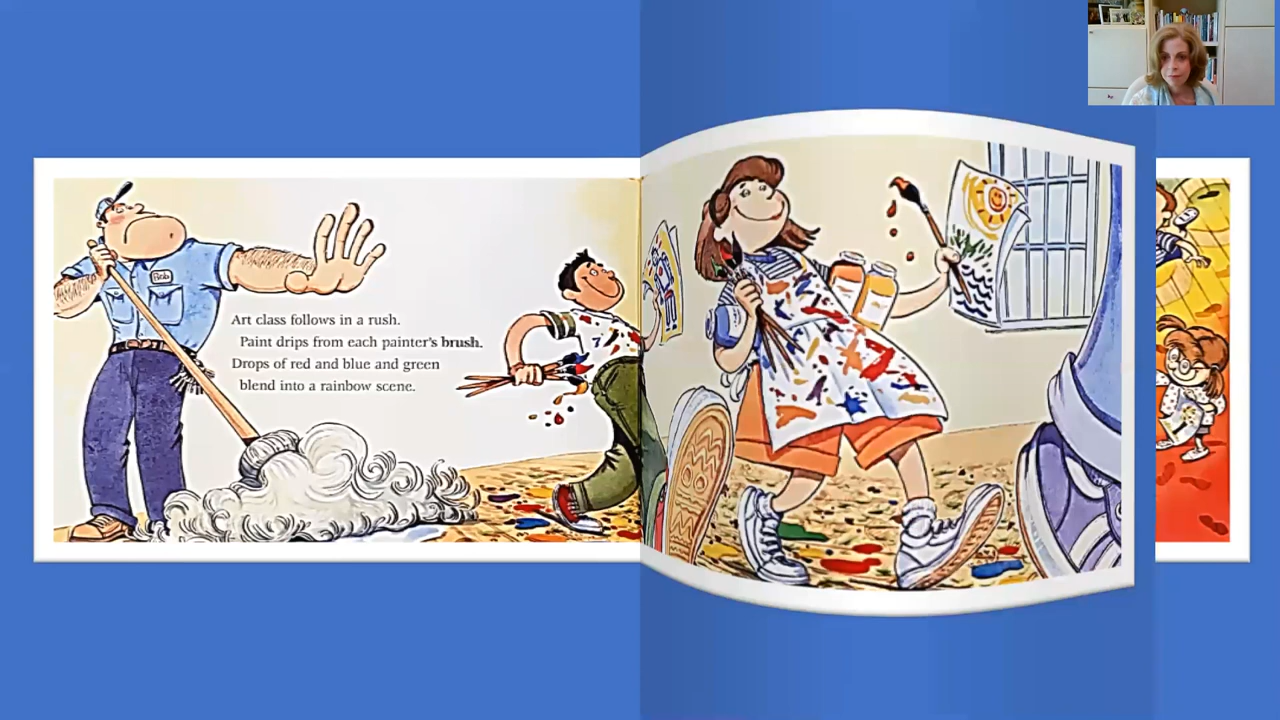 Bob
Art class follows in a rush.
Paint drips from each painter's brush.
Drops of red and blue and green
blend into a rainbow scene.